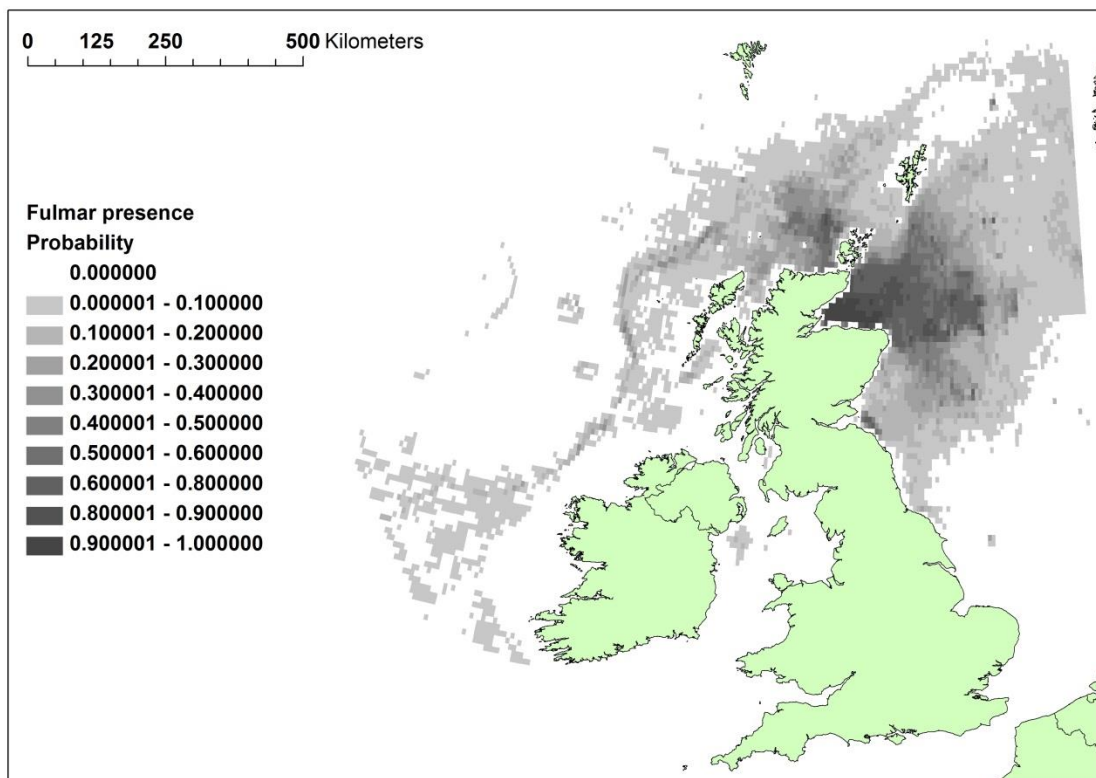 0 125 250 500 Kilometers
Fulmar presence
Probability
0.000000
0.000001 - 0.100000
0.100001 - 0.200000
0.200001 - 0.300000
0.300001 - 0.400000
0.400001 - 0.500000
0.500001 - 0.600000
0.600001 - 0.800000
0.800001 - 0.900000
0.900001 - 1.000000